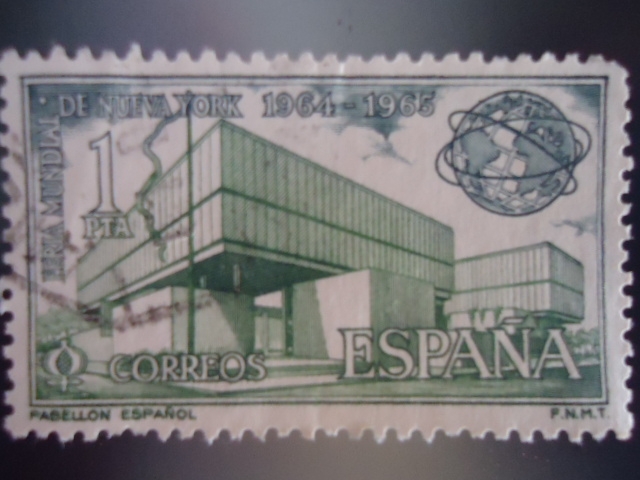 FERIA MUNDIAL
DE NUEVA YORK 1964-1965
1
PTA
CORREOS
ESPAÑA
PABELLON ESPAÑOL
F.N.M.T.